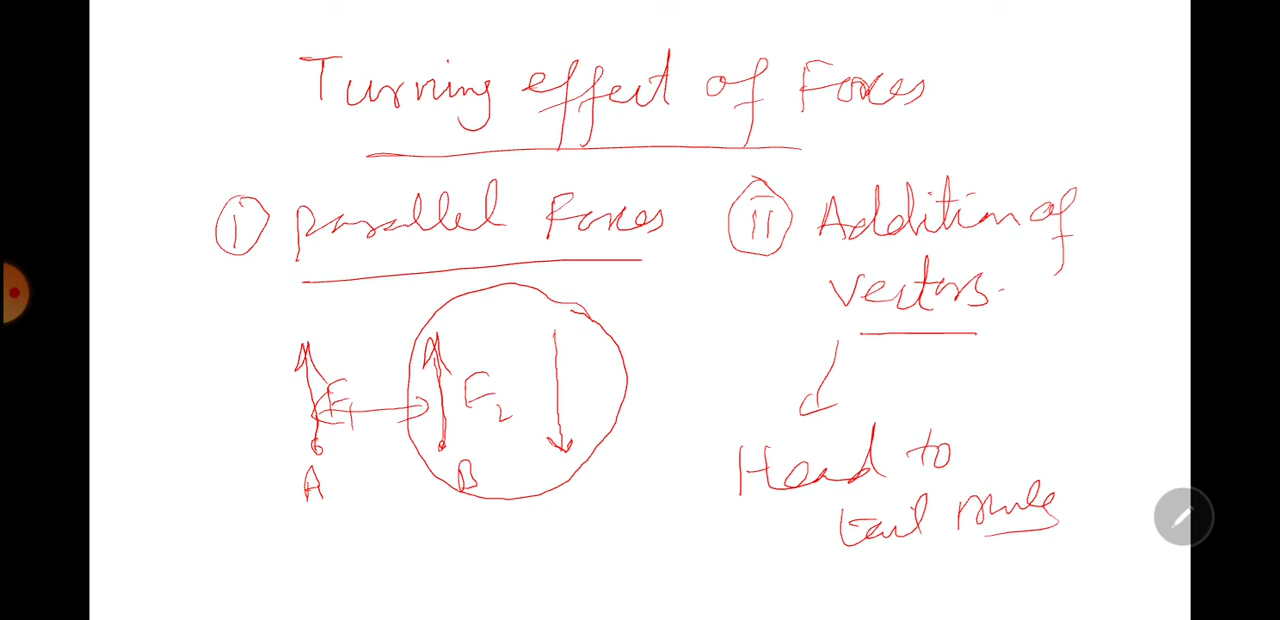 Turning effect of Forces
i Parallel Forces
ii Addition of
vectors.
F1
F2
A
B
Head to
tail rule